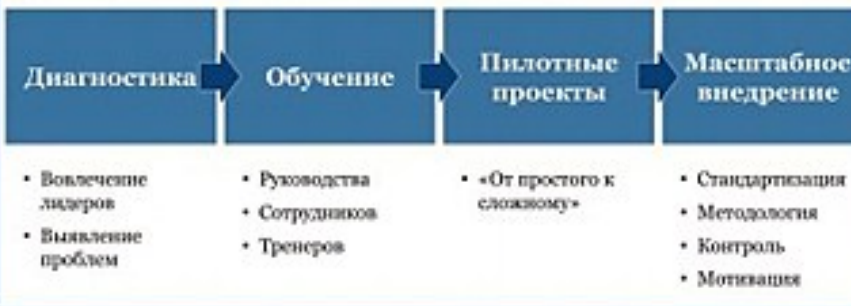 Диагностика
Обучение
Пилотные
проекты
Масштабное
внедрение
• Вовлечение
лидеров
• Выявление
проблем
• Руководства
• Сотрудников
• Тренеров
• «От простого к
сложному»
• Стандартизация
• Методология
• Контроль
• Мотивация